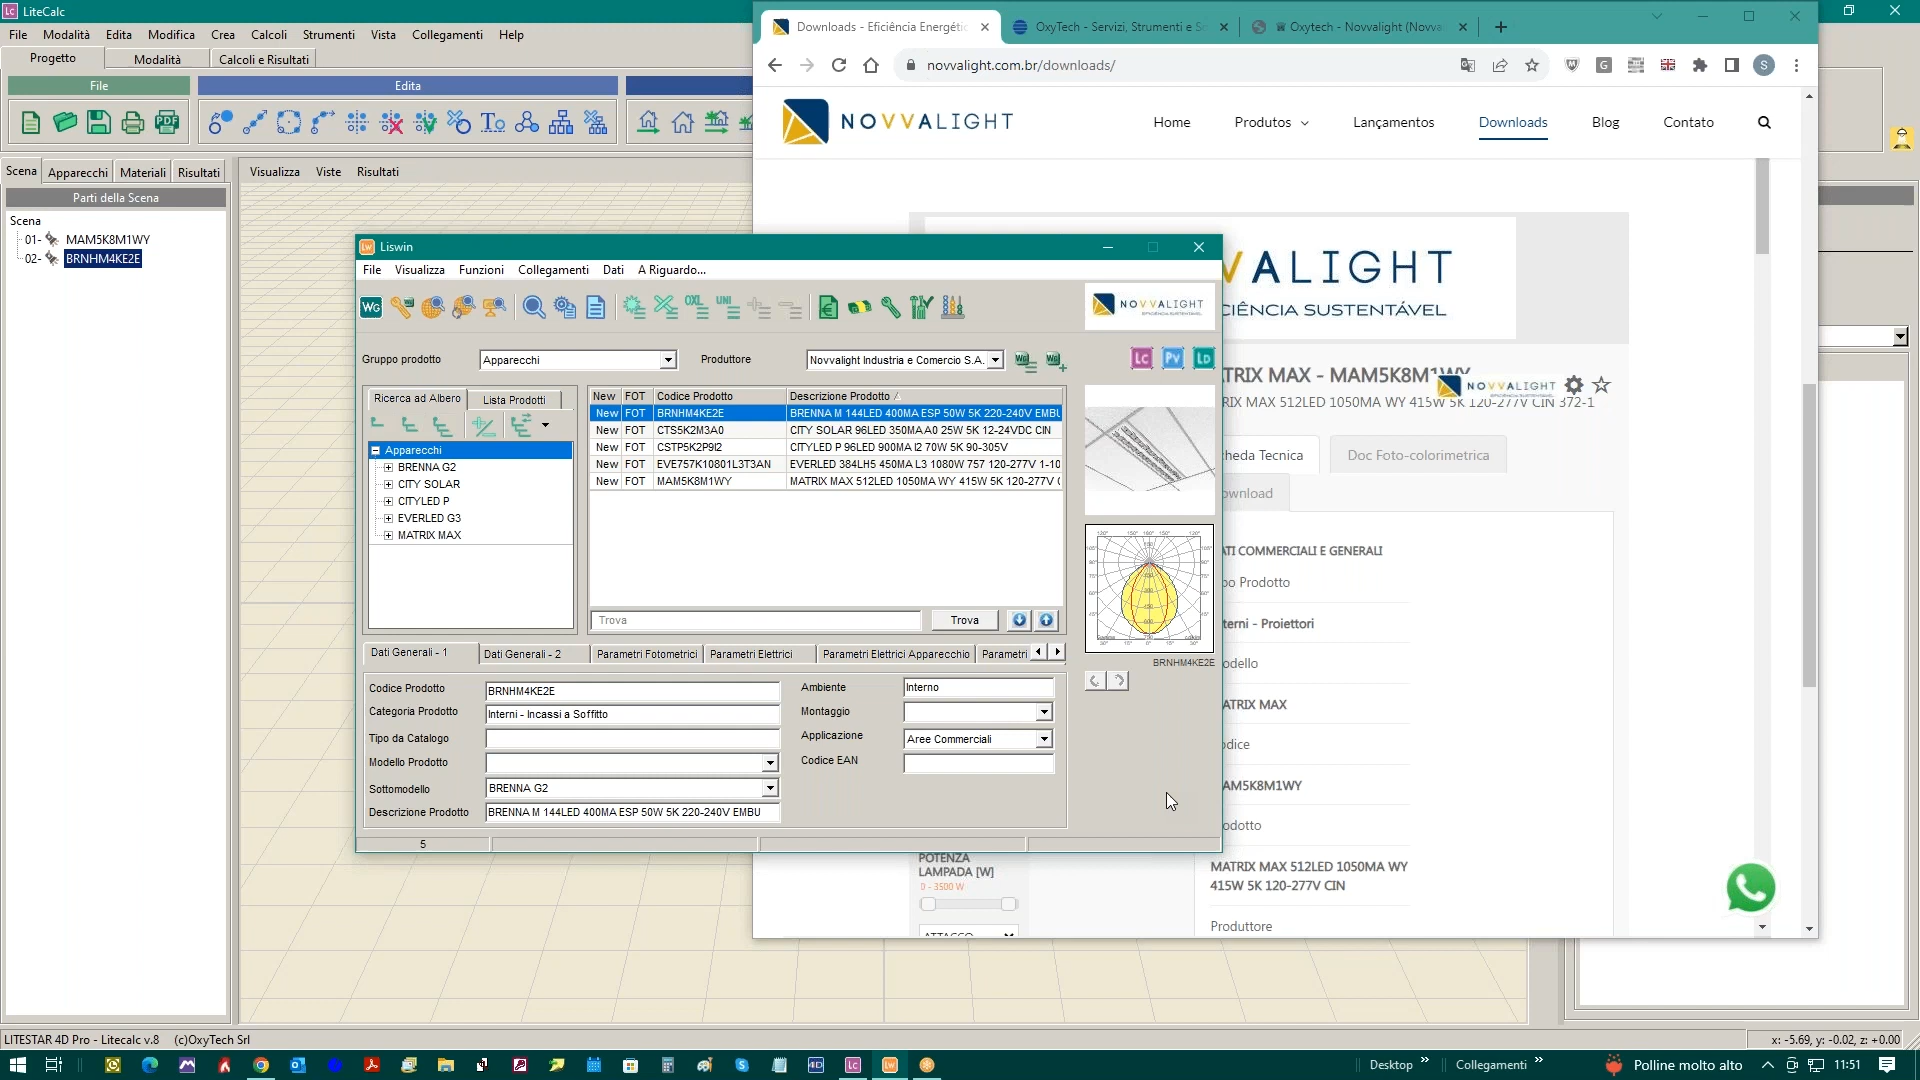 LiteCalc
File Modalità Edita Modifica Crea Calcoli Strumenti Vista Collegamenti Help
Progetto Modalità Calcoli e Risultati
File Edita
Scena Apparecchi Materiali Risultati
Parti della Scena
Scena
01- MAM5K8M1WY
02- BRNHM4KE2E
Visualizza Viste Risultati
Downloads - Eficiência Energétic
OxyTech - Servizi, Strumenti e S
Oxytech - Novvalight (Novva
novvalight.com.br/downloads/
NOVVALIGHT
Home Produtos Lançamentos Downloads Blog Contato
VALIGHT
CIÊNCIA SUSTENTÁVEL
TRIX MAX - MAM5K8M1WY
NOVVALIGHT
RIX MAX 512LED 1050MA WY 415W 5K 120-277V CIN 372-1
cheda Tecnica Doc Foto-colorimetrica
ownload
ATI COMMERCIALI E GENERALI
po Prodotto
terni - Proiettori
odello
ATRIX MAX
dice
AM5K8M1WY
odotto
MATRIX MAX 512LED 1050MA WY
415W 5K 120-277V CIN
Produttore
POTENZA
LAMPADA [W]
0 - 3500 W
ATTACCO
Liswin
File Visualizza Funzioni Collegamenti Dati A Riguardo...
NOVVALIGHT
EFICIÊNCIA SUSTENTÁVEL
Gruppo prodotto Apparecchi Produttore Novvalight Industria e Comercio S.A.
Lc Pv LD
Ricerca ad Albero Lista Prodotti
Apparecchi
BRENNA G2
CITY SOLAR
CITYLED P
EVERLED G3
MATRIX MAX
New FOT Codice Prodotto Descrizione Prodotto
New FOT BRNHM4KE2E BRENNA M 144LED 400MA ESP 50W 5K 220-240V EMBU
New FOT CTS5K2M3A0 CITY SOLAR 96LED 350MA A0 25W 5K 12-24VDC CIN
New FOT CSTP5K2P9I2 CITYLED P 96LED 900MA I2 70W 5K 90-305V
New FOT EVE757K10801L3T3AN EVERLED 384LH5 450MA L3 1080W 757 120-277V 1-10
New FOT MAM5K8M1WY MATRIX MAX 512LED 1050MA WY 415W 5K 120-277V (
Trova Trova
BRNHM4KE2E
Dati Generali - 1 Dati Generali - 2 Parametri Fotometrici Parametri Elettrici Parametri Elettrici Apparecchio Parametri
Codice Prodotto BRNHM4KE2E
Categoria Prodotto Interni - Incassi a Soffitto
Tipo da Catalogo
Modello Prodotto
Sottomodello BRENNA G2
Descrizione Prodotto BRENNA M 144LED 400MA ESP 50W 5K 220-240V EMBU
Ambiente Interno
Montaggio
Applicazione Aree Commerciali
Codice EAN
5
LITESTAR 4D Pro - Litecalc v.8 (c)OxyTech Srl
x: -5.69, y: -0.02, z: +0.00
Desktop Collegamenti Polline molto alto 11:51